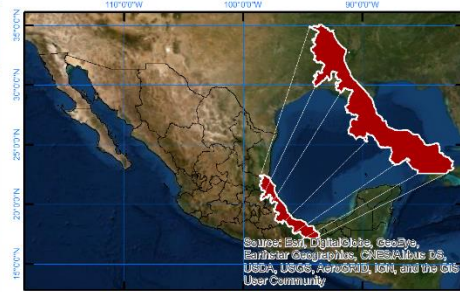 110°0'0"W 100°0'0"W 90°0'0"W
35°0'0"N
30°0'0"N
25°0'0"N
20°0'0"N
15°0'0"N
Source: Esri, DigitalGlobe, GeoEye,
Earthstar Geographics, CNES/Airbus DS,
USDA, USGS, AeroGRID, IGN, and the GIS
User Community